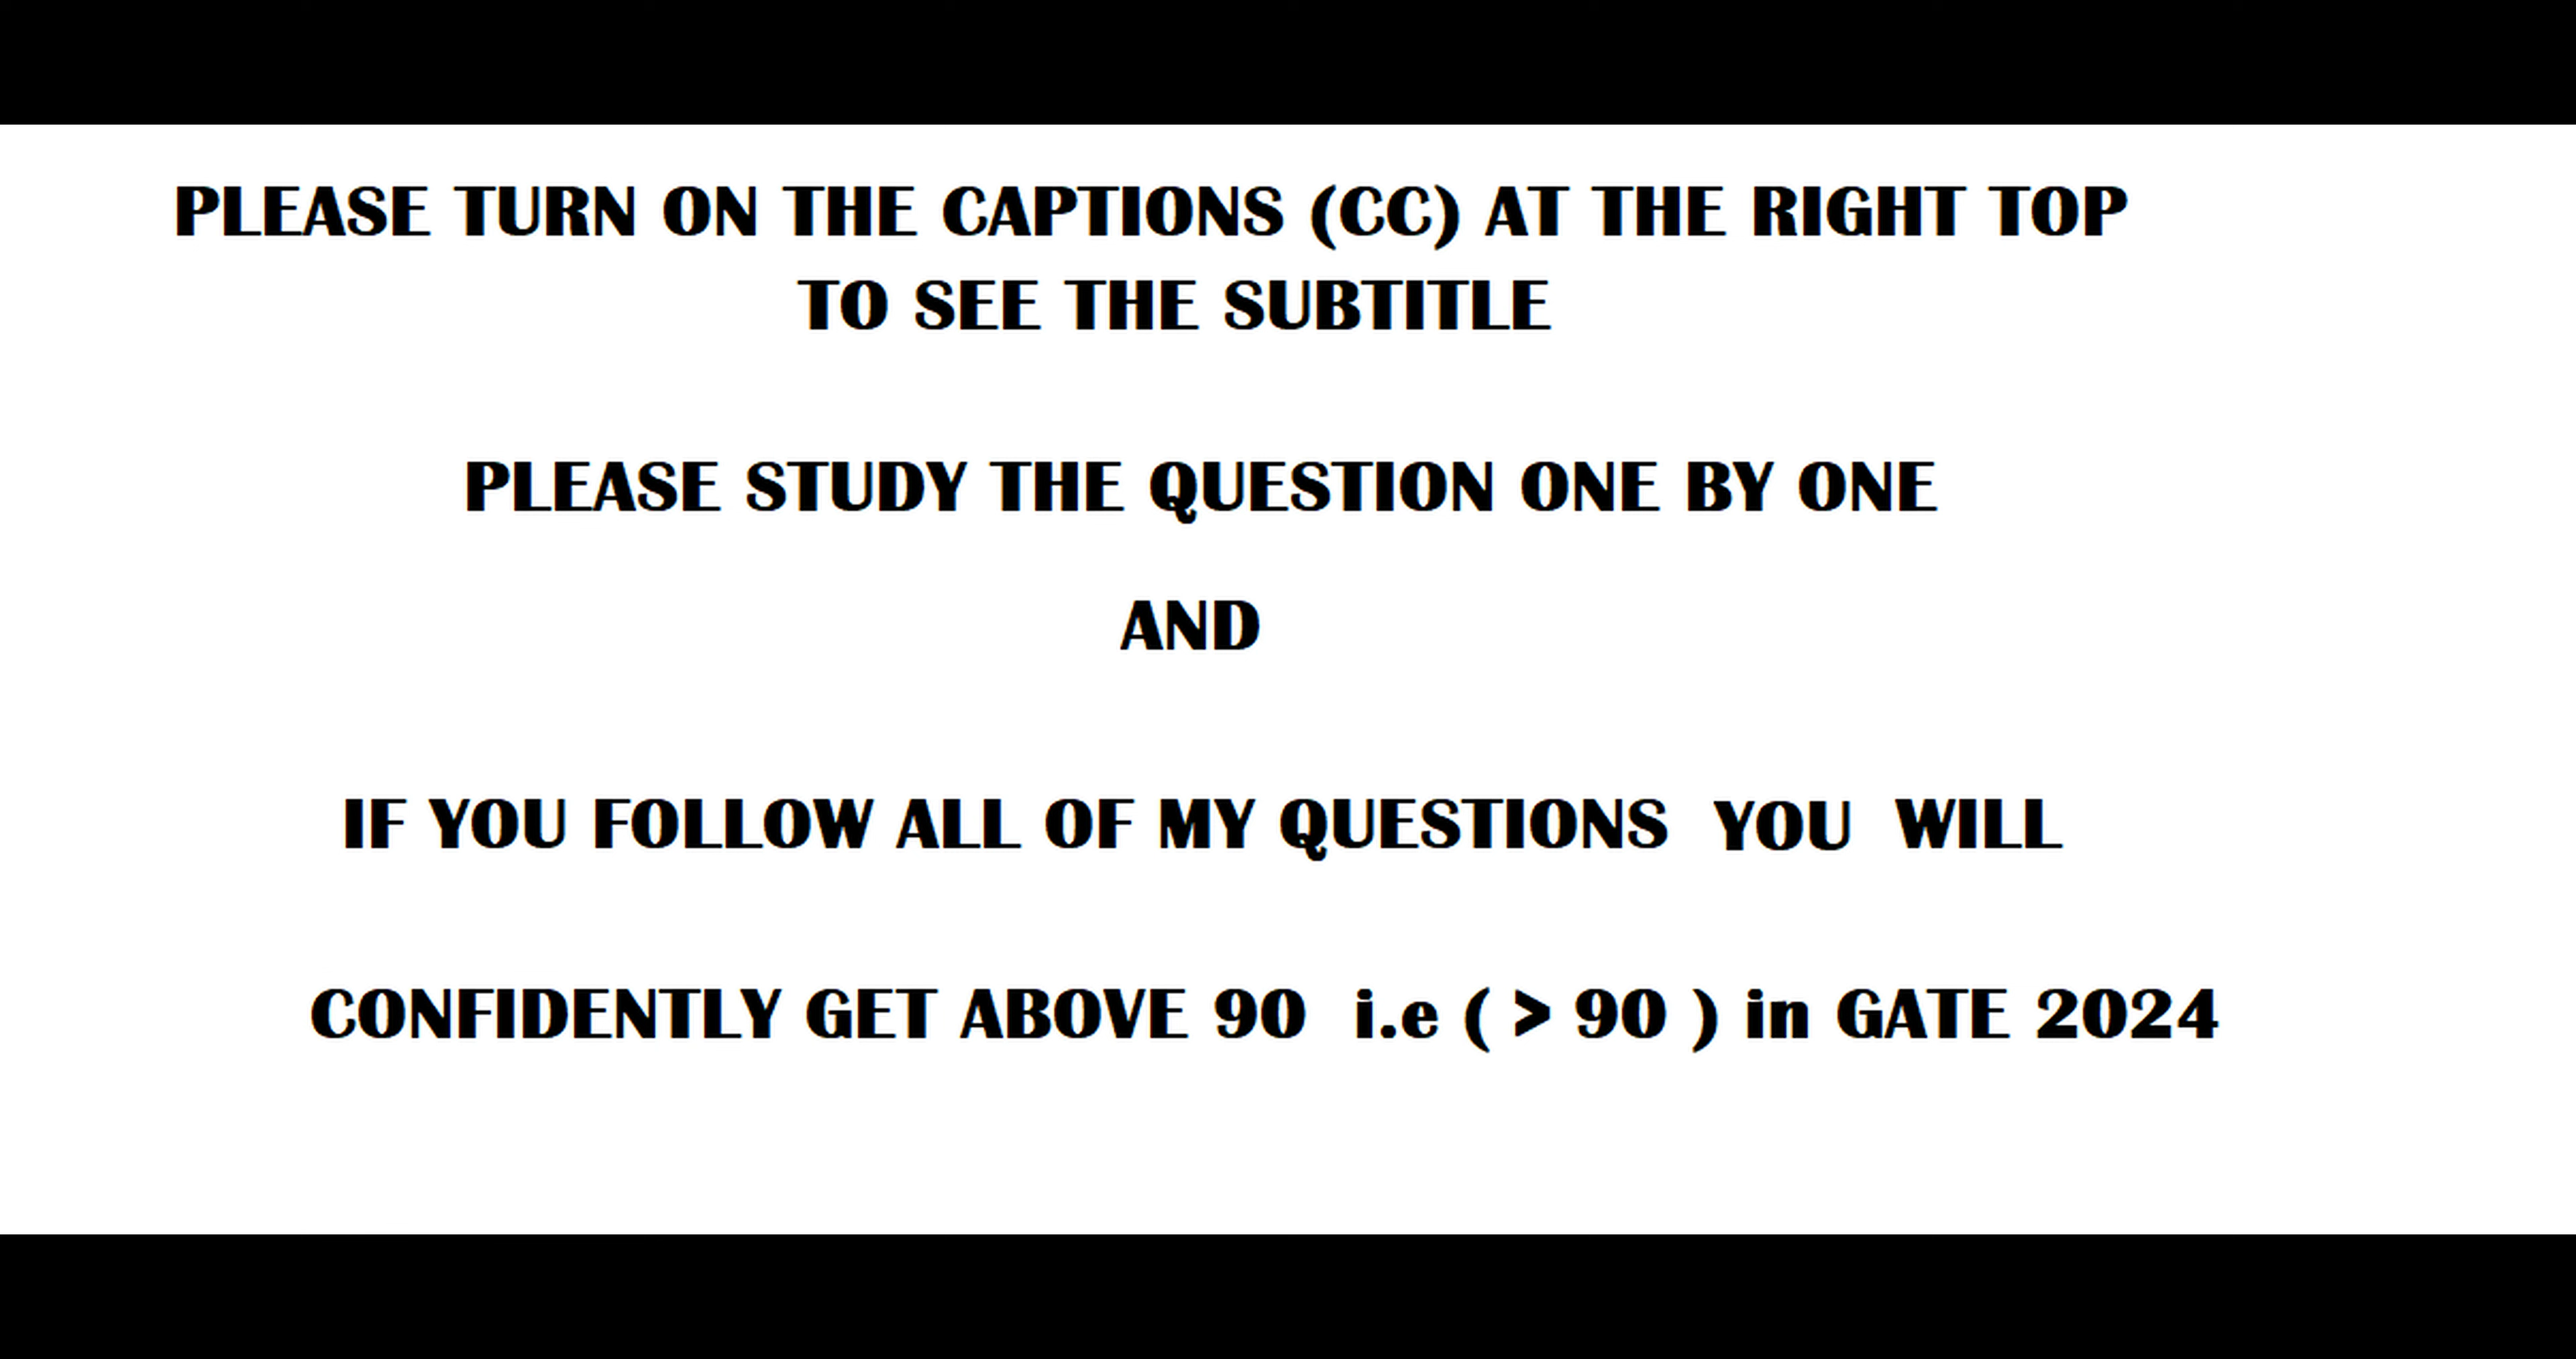 PLEASE TURN ON THE CAPTIONS (CC) AT THE RIGHT TOP
TO SEE THE SUBTITLE
PLEASE STUDY THE QUESTION ONE BY ONE
AND
IF YOU FOLLOW ALL OF MY QUESTIONS YOU WILL
CONFIDENTLY GET ABOVE 90 i.e ( > 90 ) in GATE 2024